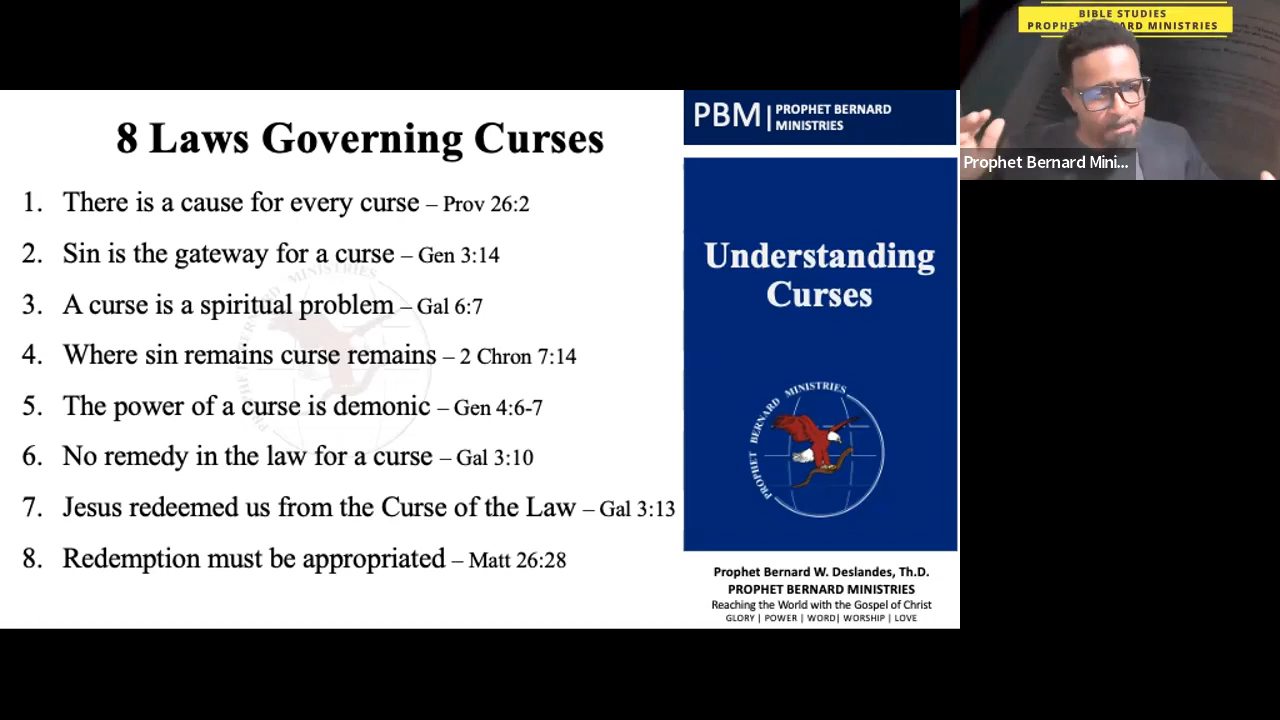 8 Laws Governing Curses
1. There is a cause for every curse – Prov 26:2
2. Sin is the gateway for a curse – Gen 3:14
3. A curse is a spiritual problem – Gal 6:7
4. Where sin remains curse remains – 2 Chron 7:14
5. The power of a curse is demonic – Gen 4:6-7
6. No remedy in the law for a curse – Gal 3:10
7. Jesus redeemed us from the Curse of the Law – Gal 3:13
8. Redemption must be appropriated – Matt 26:28
PROPHET BERNARD MINISTRIES
PBM | PROPHET BERNARD
MINISTRIES
Understanding
Curses
PROPHET BERNARD MINISTRIES
Prophet Bernard W. Deslandes, Th.D.
PROPHET BERNARD MINISTRIES
Reaching the World with the Gospel of Christ
GLORY | POWER | WORD| WORSHIP | LOVE
BIBLE STUDIES
MINISTRIES
Prophet Bernard Mini...